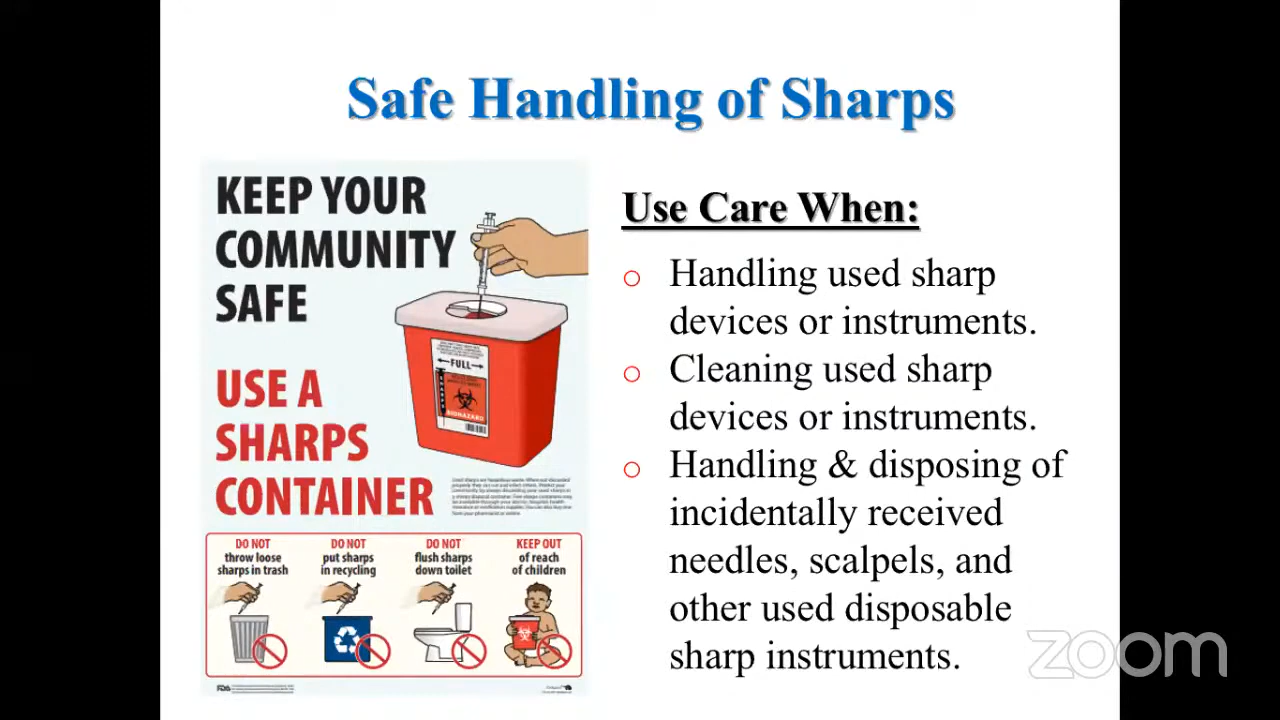 Safe Handling of Sharps
KEEP YOUR
COMMUNITY
SAFE
USE A
SHARPS
CONTAINER
FULL
BIOHAZARD
DO NOT
throw loose
sharps in trash
DO NOT
put sharps
in recycling
DO NOT
flush sharps
down toilet
KEEP OUT
of reach
of children
FDA
Use Care When:
o Handling used sharp
devices or instruments.
o Cleaning used sharp
devices or instruments.
o Handling & disposing of
incidentally received
needles, scalpels, and
other used disposable
sharp instruments.
zoom